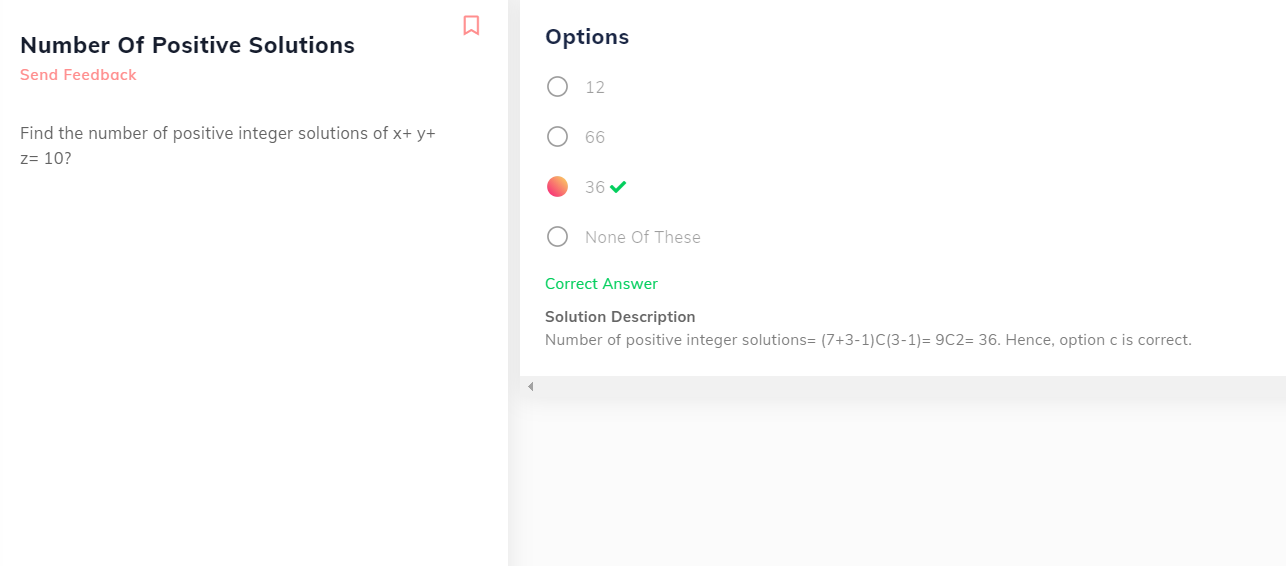 Number Of Positive Solutions
Send Feedback
Find the number of positive integer solutions of x+ y+
z= 10?
Options
12
66
36
None Of These
Correct Answer
Solution Description
Number of positive integer solutions= (7+3-1)C(3-1)= 9C2= 36. Hence, option c is correct.